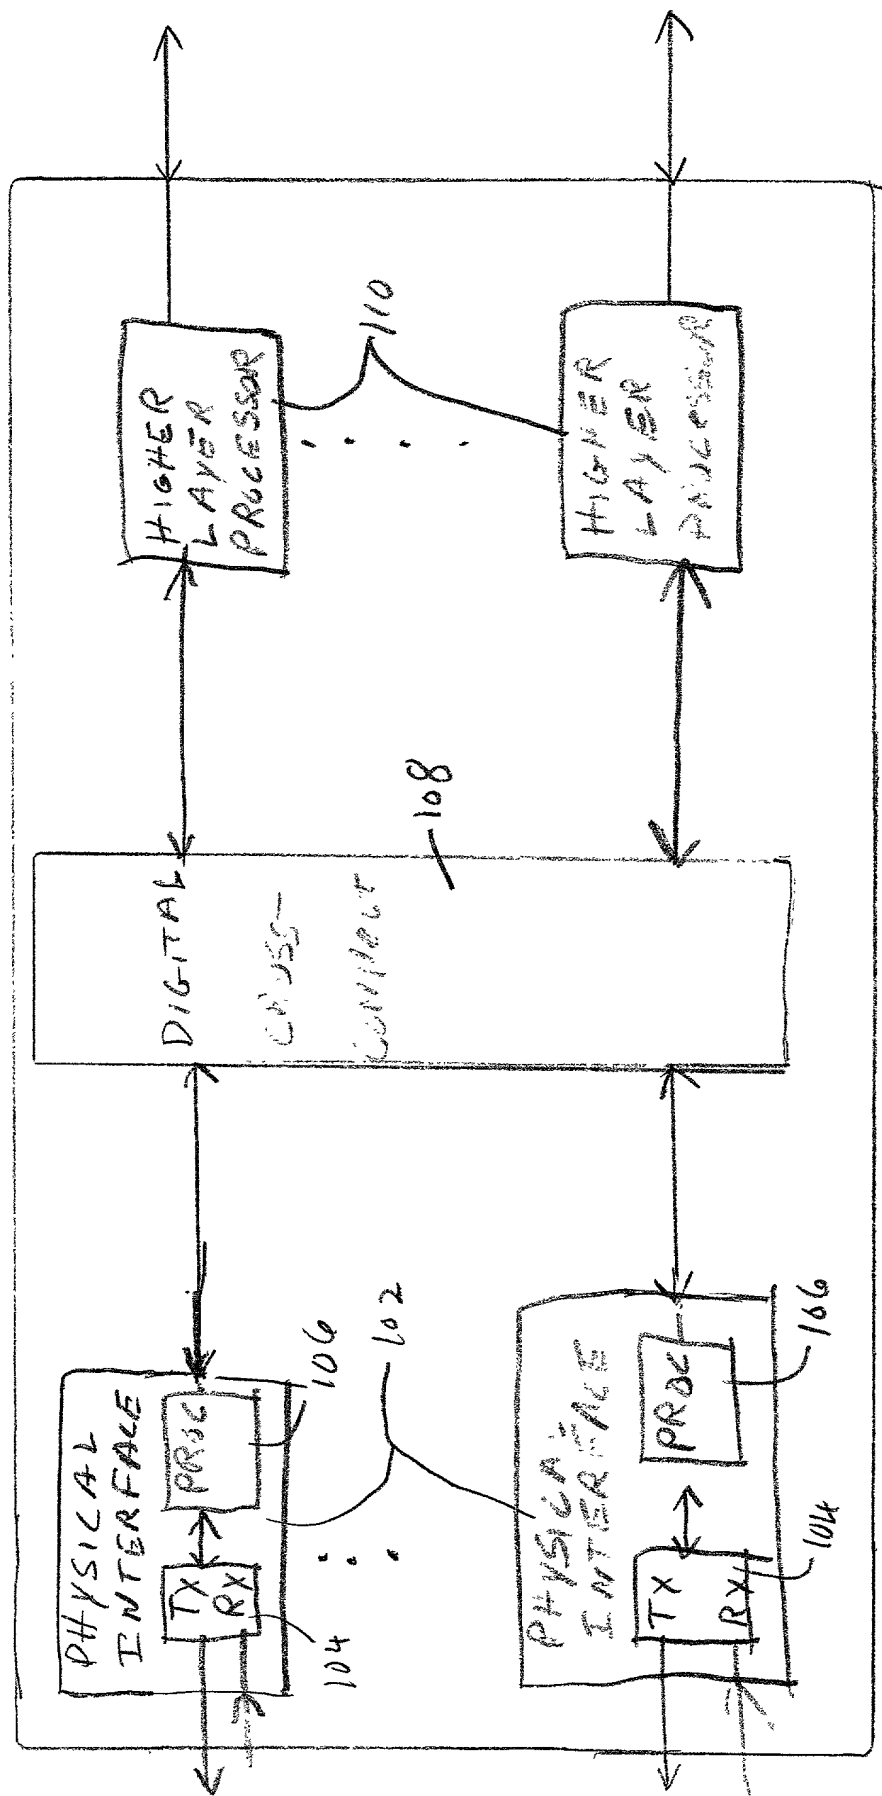 PHYSICAL
INTERFACE
TX
RX
PROC
104
106
102
PHYSICAL
INTERFACE
TX
RX
PROC
104
106
DIGITAL
CROSS-
CONNECT
108
HIGHER
LAYER
PROCESSOR
110
HIGHER
LAYER
PROCESSOR